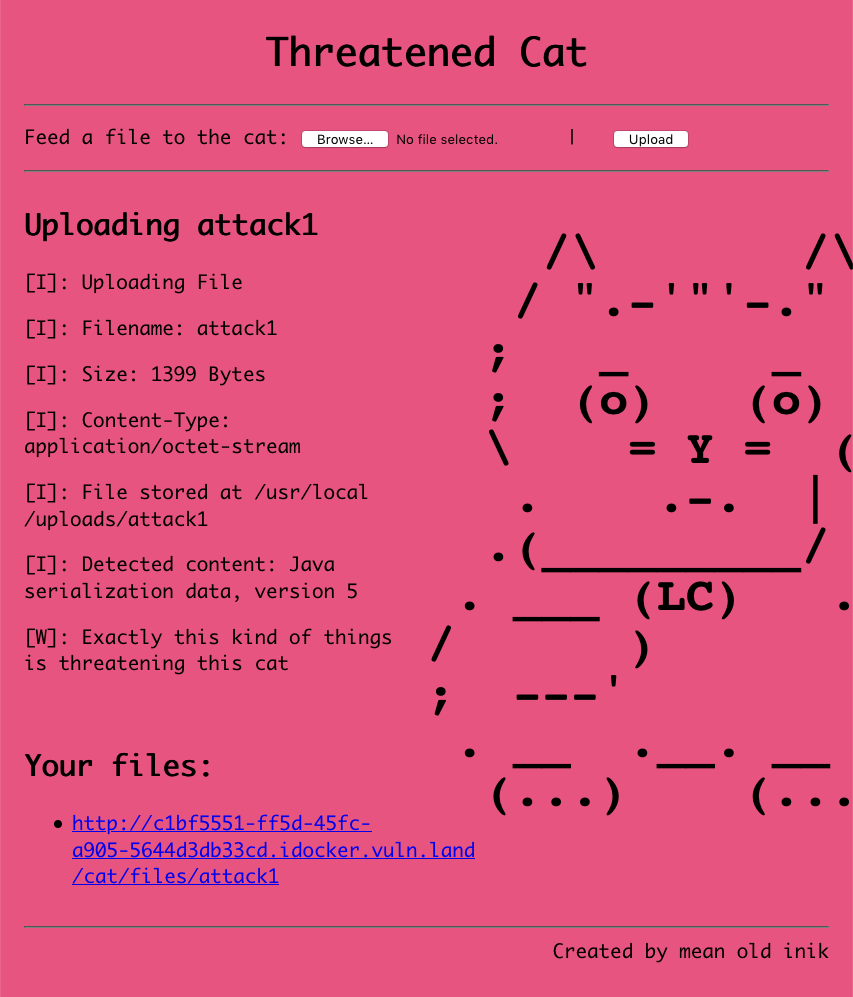 Threatened Cat
Feed a file to the cat: Browse... No file selected. | Upload
Uploading attack1
[I]: Uploading File
[I]: Filename: attack1
[I]: Size: 1399 Bytes
[I]: Content-Type:
application/octet-stream
[I]: File stored at /usr/local
/uploads/attack1
[I]: Detected content: Java
serialization data, version 5
[W]: Exactly this kind of things
is threatening this cat
/\ /\
/ ".-'"'-."
; _ _
; (o) (o)
\ = Y = (
. .-. |
.(_________/
. ___ (LC) .
/ )
; ---'
. __ .__. __
(...) (...
Your files:
http://c1bf5551-ff5d-45fc-
a905-5644d3db33cd.idocker.vuln.land
/cat/files/attack1
Created by mean old inik